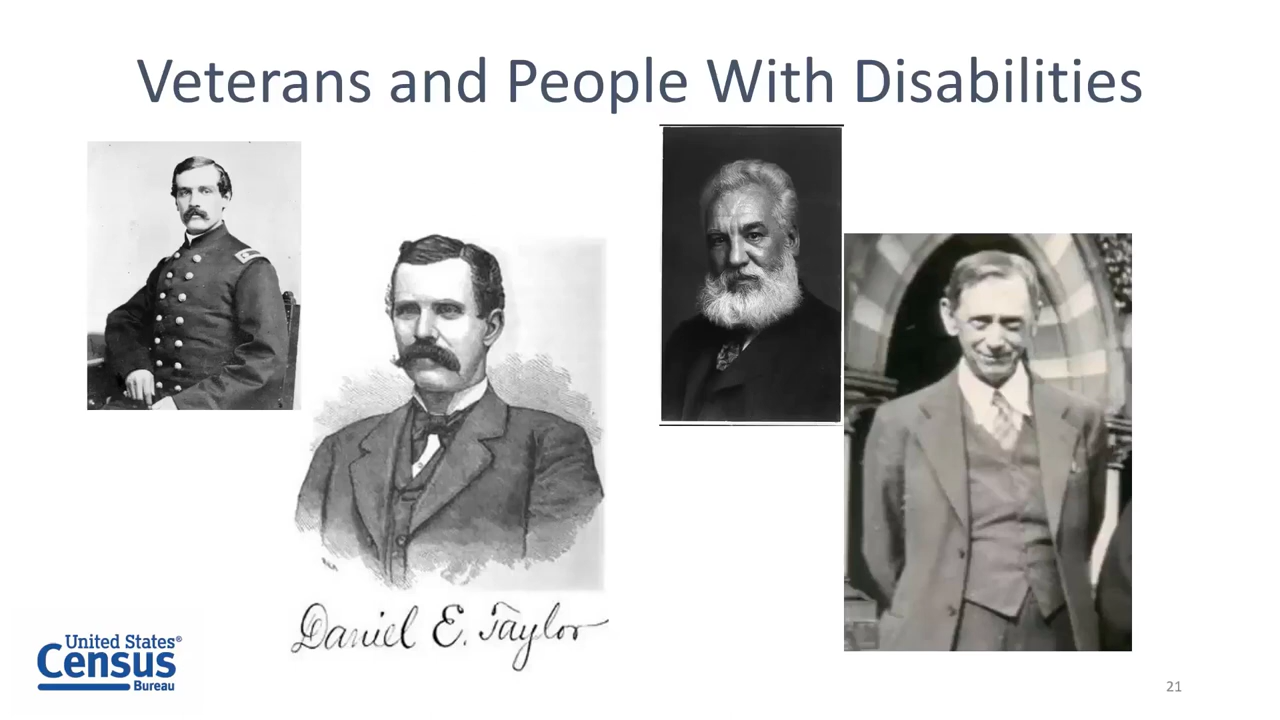 Veterans and People With Disabilities
Daniel E. Taylor
United States®
Census
Bureau
21